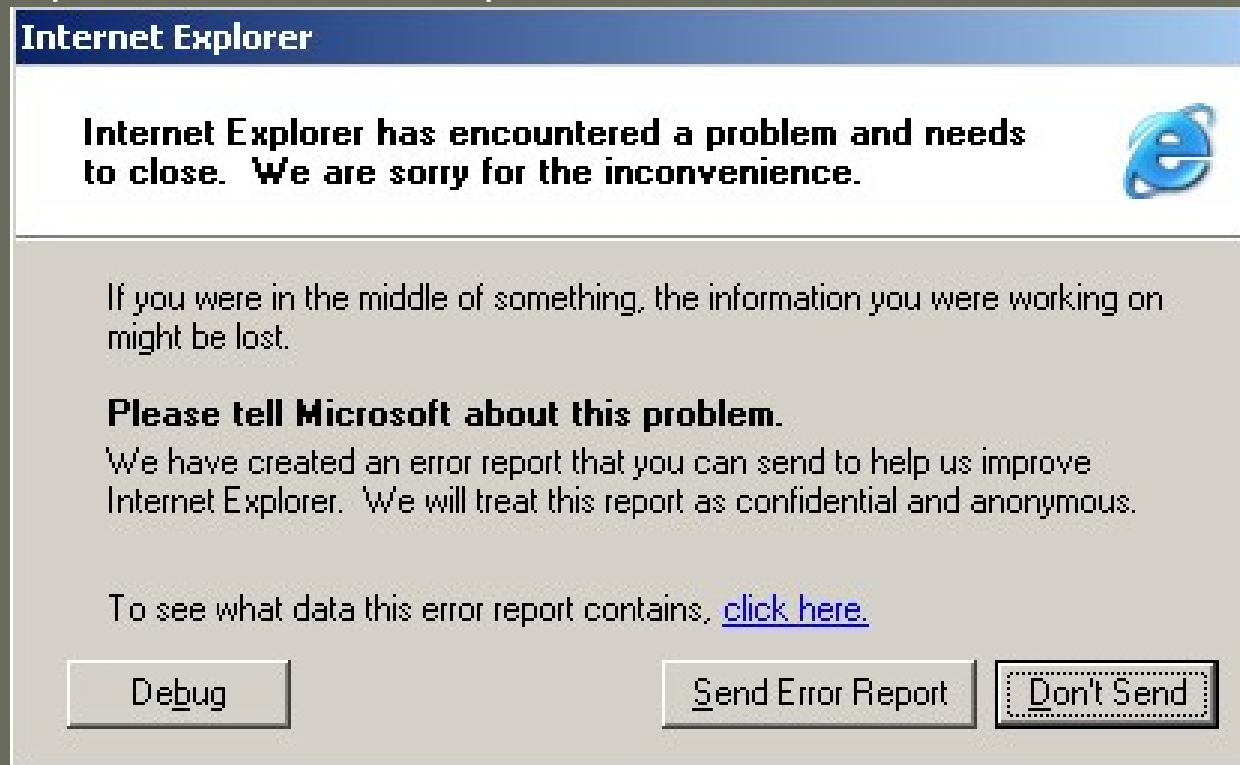 Internet Explorer
Internet Explorer has encountered a problem and needs
to close. We are sorry for the inconvenience.
If you were in the middle of something, the information you were working on
might be lost.
Please tell Microsoft about this problem.
We have created an error report that you can send to help us improve
Internet Explorer. We will treat this report as confidential and anonymous.
To see what data this error report contains, click here.
Debug
Send Error Report
Don't Send